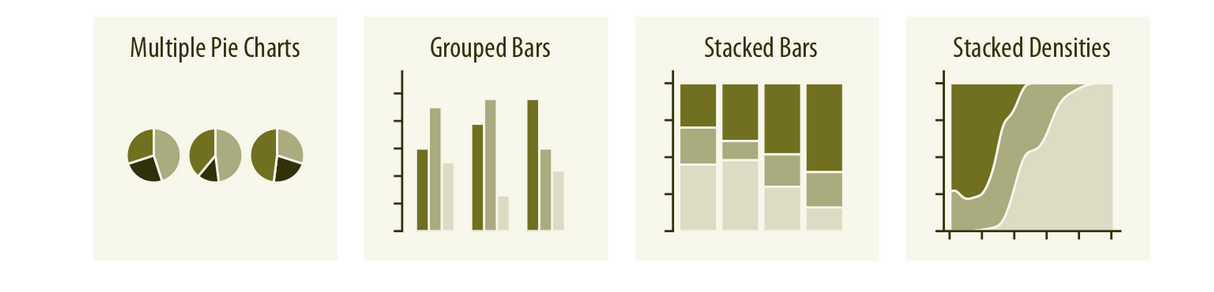 Multiple Pie Charts
Grouped Bars
Stacked Bars
Stacked Densities